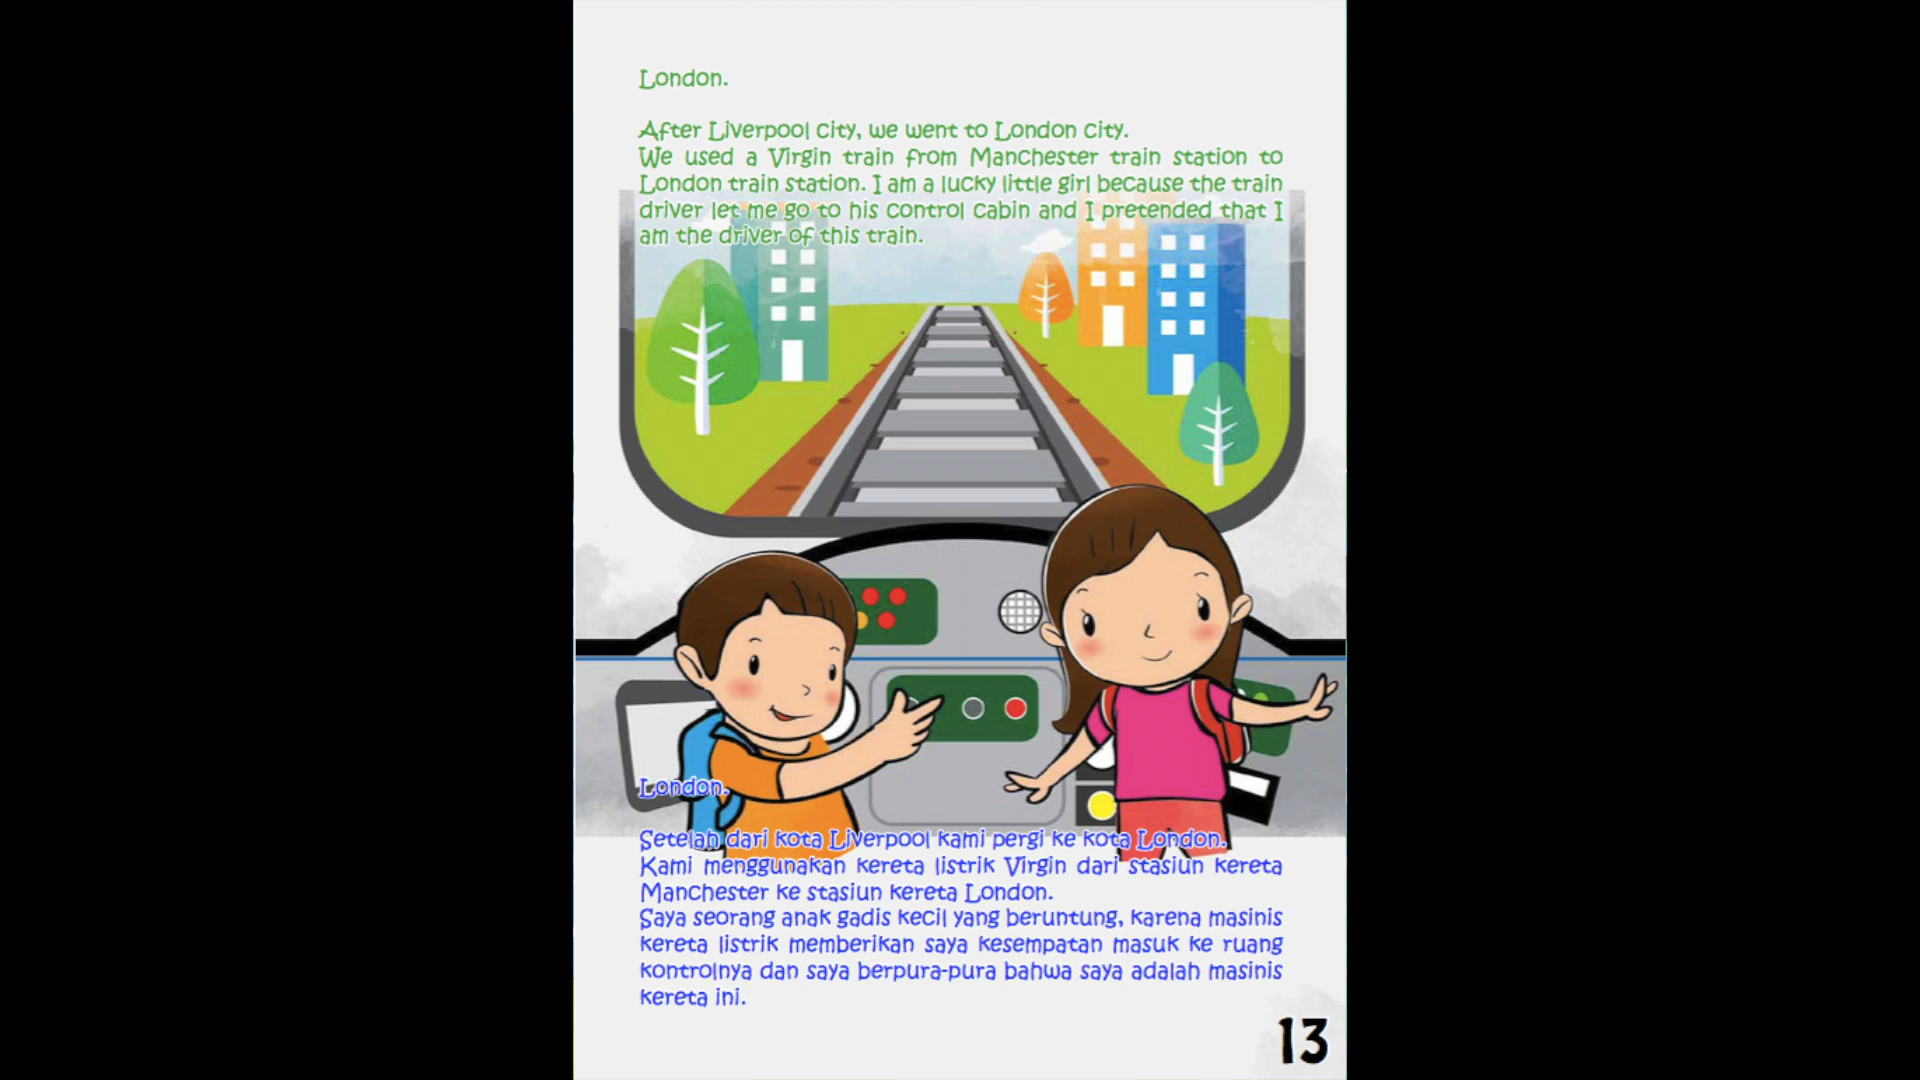 London.
After Liverpool city, we went to London city.
We used a Virgin train from Manchester train station to
London train station. I am a lucky little girl because the train
driver let me go to his control cabin and I pretended that I
am the driver of this train.
London.
Setelah dari kota Liverpool kami pergi ke kota London.
Kami menggunakan kereta listrik Virgin dari stasiun kereta
Manchester ke stasiun kereta London.
Saya seorang anak gadis kecil yang beruntung, karena masinis
kereta listrik memberikan saya kesempatan masuk ke ruang
kontrolnya dan saya berpura-pura bahwa saya adalah masinis
kereta ini.
13